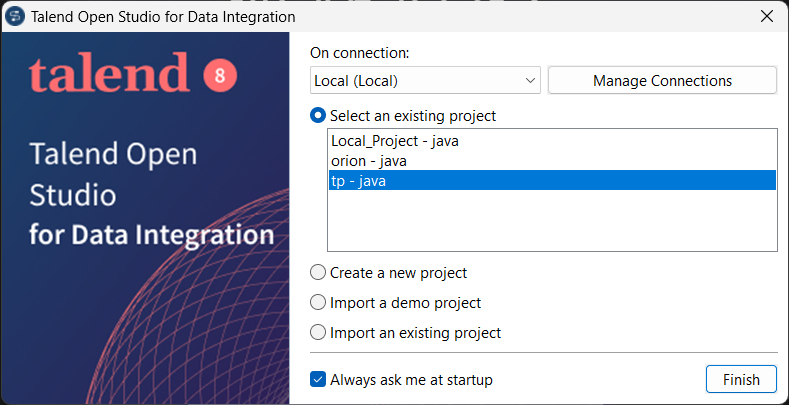 Talend Open Studio for Data Integration
talend 8
Talend Open
Studio
for Data Integration
On connection:
Local (Local)
Manage Connections
Select an existing project
Local_Project - java
orion - java
tp - java
Create a new project
Import a demo project
Import an existing project
Always ask me at startup
Finish